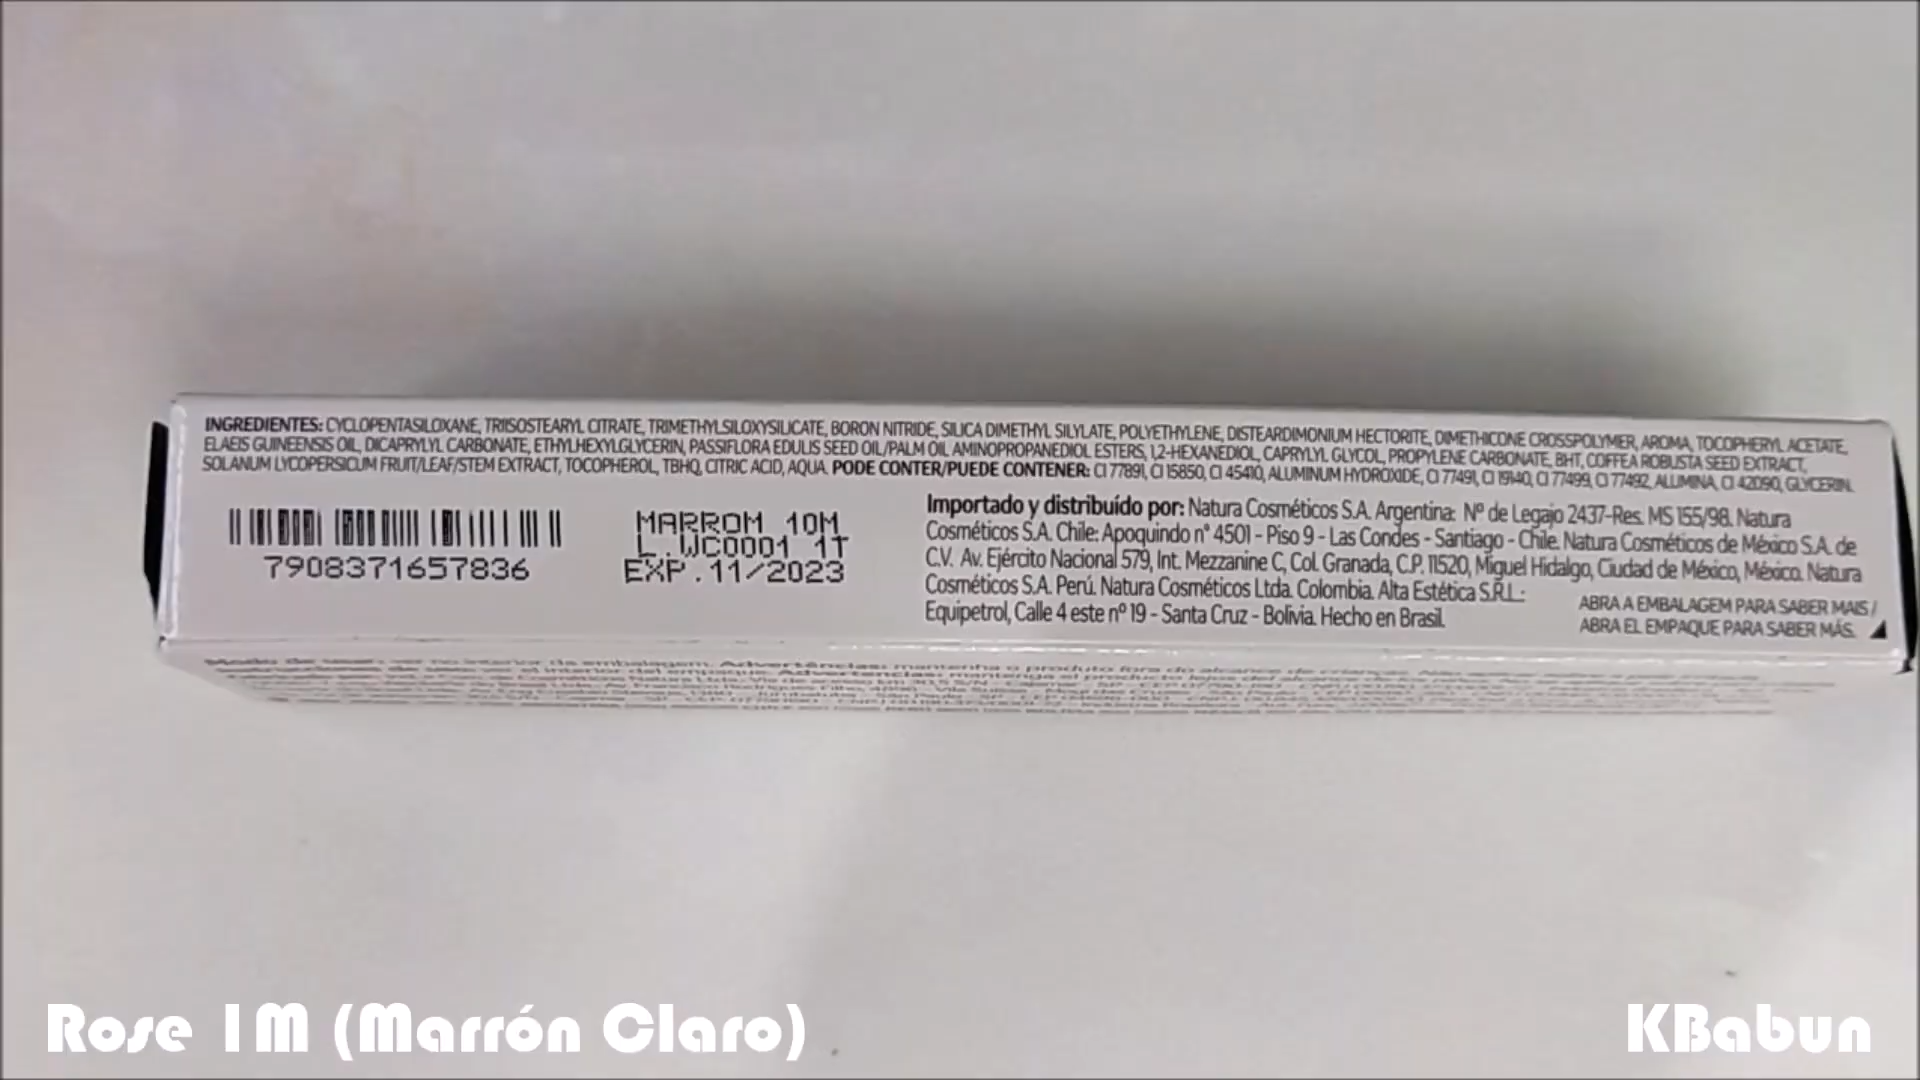 INGREDIENTES: CYCLOPENTASILOXANE, TRIISOSTEARYL CITRATE, TRIMETHYLSILOXYSILICATE, BORON NITRIDE, SILICA DIMETHYL SILYLATE, POLYETHYLENE, DISTEARDIMONIUM HECTORITE, DIMETHICONE CROSSPOLYMER, AROMA, TOCOPHERYL ACETATE,
ELAEIS GUINEENSIS OIL, DICAPRYLYL CARBONATE, ETHYLHEXYLGLYCERIN, PASSIFLORA EDULIS SEED OIL/PALM OIL AMINOPROPANEDIOL ESTERS, 1,2-HEXANEDIOL, CAPRYLYL GLYCOL, PROPYLENE CARBONATE, BHT, COFFEA ROBUSTA SEED EXTRACT,
SOLANUM LYCOPERSICUM FRUIT/LEAF/STEM EXTRACT, TOCOPHEROL, TBHQ, CITRIC ACID, AQUA. PODE CONTER/PUEDE CONTENER: CI 77891, CI 15850, CI 45410, ALUMINUM HYDROXIDE, CI 77491, CI 19140, CI 77499, CI 77492, ALUMINA, CI 42090, GLYCERIN.
7908371657836
MARROM 10M
L.WC0001 1T
EXP.11/2023
Importado y distribuído por: Natura Cosméticos S.A. Argentina: Nº de Legajo 2437-Res. MS 155/98. Natura
Cosméticos S.A. Chile: Apoquindo n° 4501 - Piso 9 - Las Condes - Santiago - Chile. Natura Cosméticos de México S.A. de
C.V. Av. Ejército Nacional 579, Int. Mezzanine C, Col. Granada, C.P. 11520, Miguel Hidalgo, Ciudad de México, México. Natura
Cosméticos S.A. Perú. Natura Cosméticos Ltda. Colombia. Alta Estética S.R.L.:
Equipetrol, Calle 4 este nº 19 - Santa Cruz - Bolivia. Hecho en Brasil.
ABRA A EMBALAGEM PARA SABER MAIS /
ABRA EL EMPAQUE PARA SABER MÁS.
Rose 1M (Marrón Claro)
KBabun